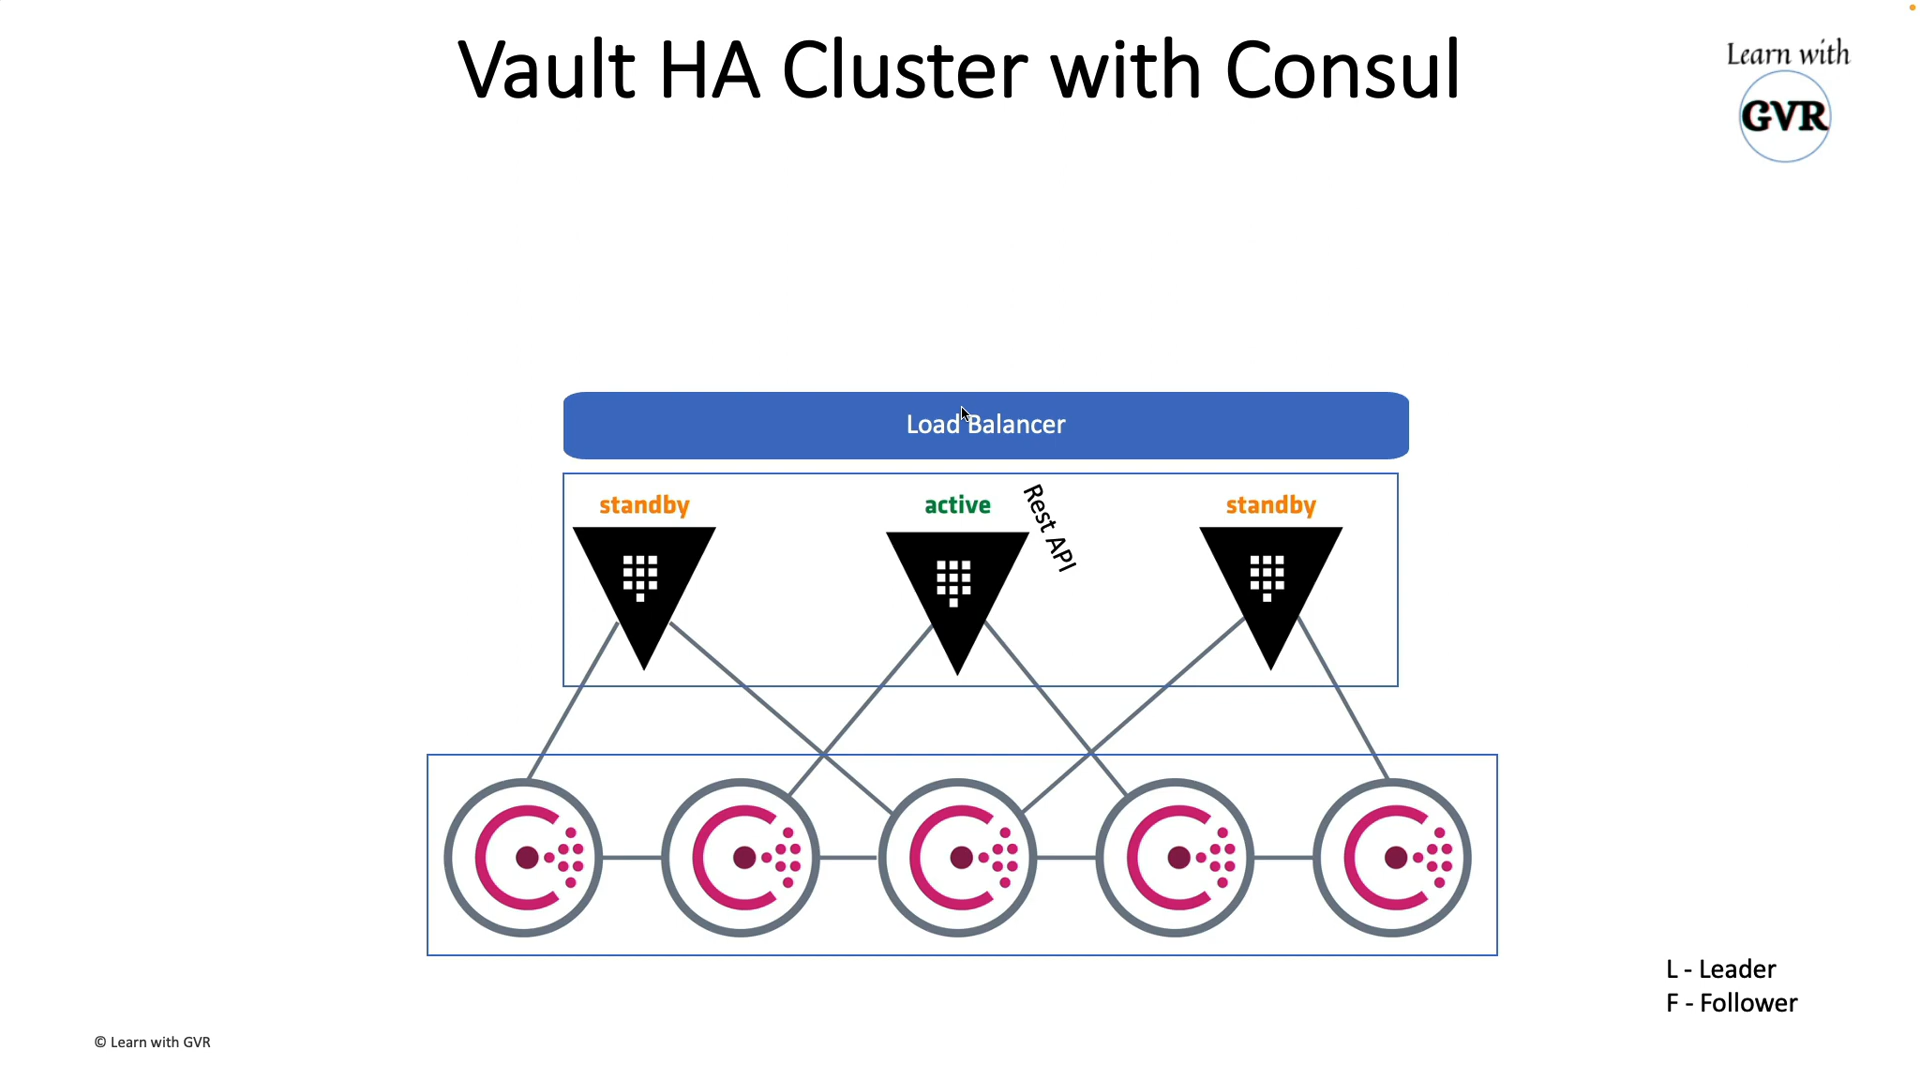 Vault HA Cluster with Consul
Learn with
GVR
Load Balancer
standby
active
Rest API
standby
L - Leader
F - Follower
© Learn with GVR